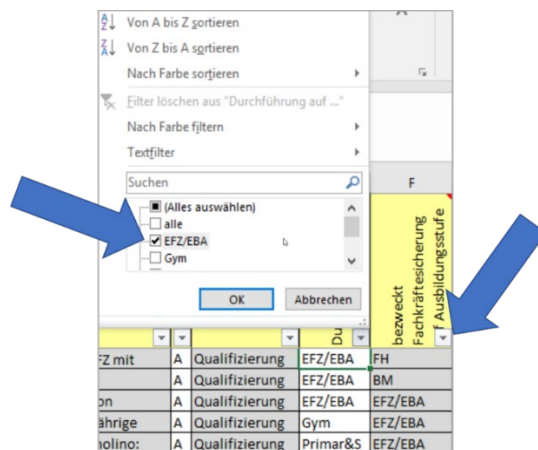 Von A bis Z sortieren
Von Z bis A sortieren
Nach Farbe sortieren
Filter löschen aus "Durchführung auf ..."
Nach Farbe filtern
Textfilter
Suchen
(Alles auswählen)
alle
EFZ/EBA
Gym
OK Abbrechen
F
bezweckt
Fachkräftesicherung
f Ausbildungsstufe
Du
FZ mit A Qualifizierung EFZ/EBA FH
A Qualifizierung EFZ/EBA BM
on A Qualifizierung EFZ/EBA EFZ/EBA
ährige A Qualifizierung Gym EFZ/EBA
nolino: A Qualifizierung Primar&S EFZ/EBA